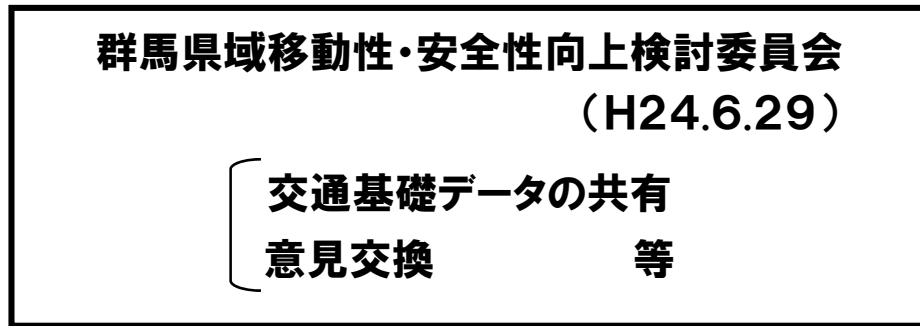 群馬県域移動性・安全性向上検討委員会
（H24.6.29）
交通基礎データの共有
意見交換　　　　　等